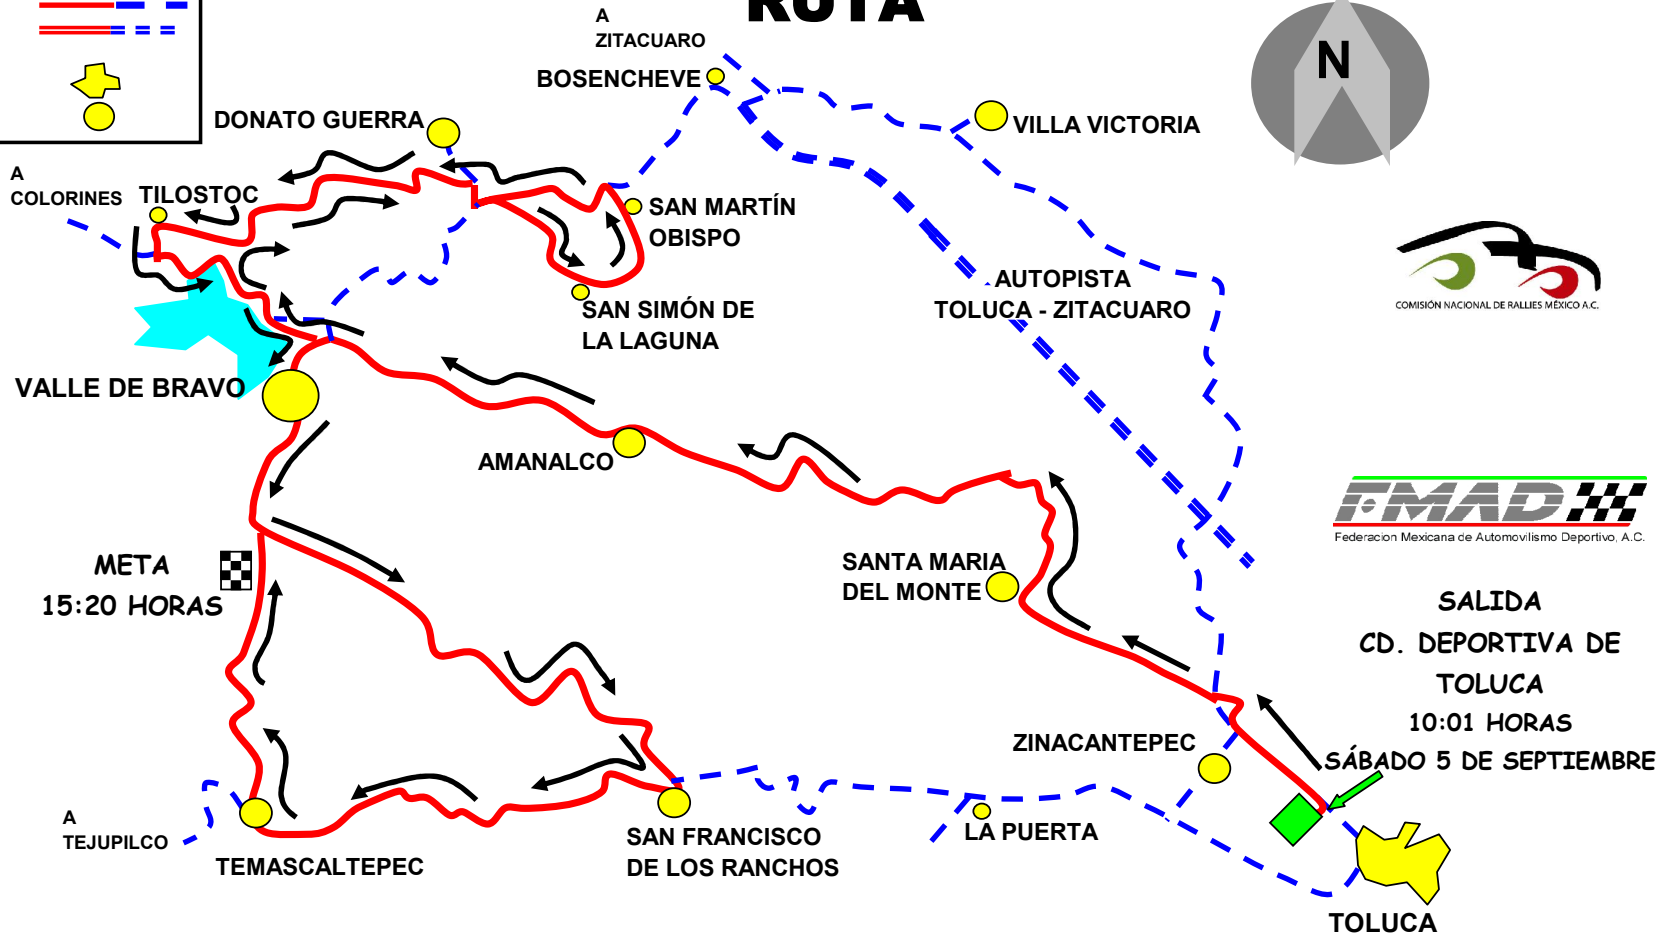 RUTA
A
ZITACUARO
BOSENCHEVE
N
DONATO GUERRA
VILLA VICTORIA
A
COLORINES
TILOSTOC
SAN MARTÍN
OBISPO
AUTOPISTA
TOLUCA - ZITACUARO
SAN SIMÓN DE
LA LAGUNA
COMISIÓN NACIONAL DE RALLIES MÉXICO A.C.
VALLE DE BRAVO
AMANALCO
FMAD
Federacion Mexicana de Automovilismo Deportivo, A.C.
META
15:20 HORAS
SANTA MARIA
DEL MONTE
SALIDA
CD. DEPORTIVA DE
TOLUCA
10:01 HORAS
SÁBADO 5 DE SEPTIEMBRE
ZINACANTEPEC
A
TEJUPILCO
TEMASCALTEPEC
SAN FRANCISCO
DE LOS RANCHOS
LA PUERTA
TOLUCA